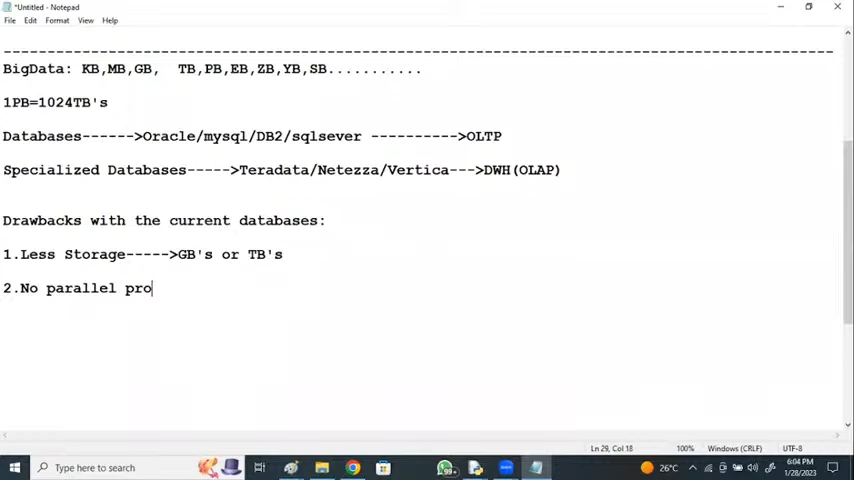 *Untitled - Notepad
File Edit Format View Help
BigData: KB,MB,GB, TB,PB,EB,ZB,YB,SB...........
1PB=1024TB's
Databases------>Oracle/mysql/DB2/sqlsever ---------->OLTP
Specialized Databases----->Teradata/Netezza/Vertica--->DWH(OLAP)
Drawbacks with the current databases:
1.Less Storage----->GB's or TB's
2.No parallel pro
Ln 29, Col 18 100% Windows (CRLF) UTF-8
Type here to search 99+ 26°C 6:04 PM
1/28/2023